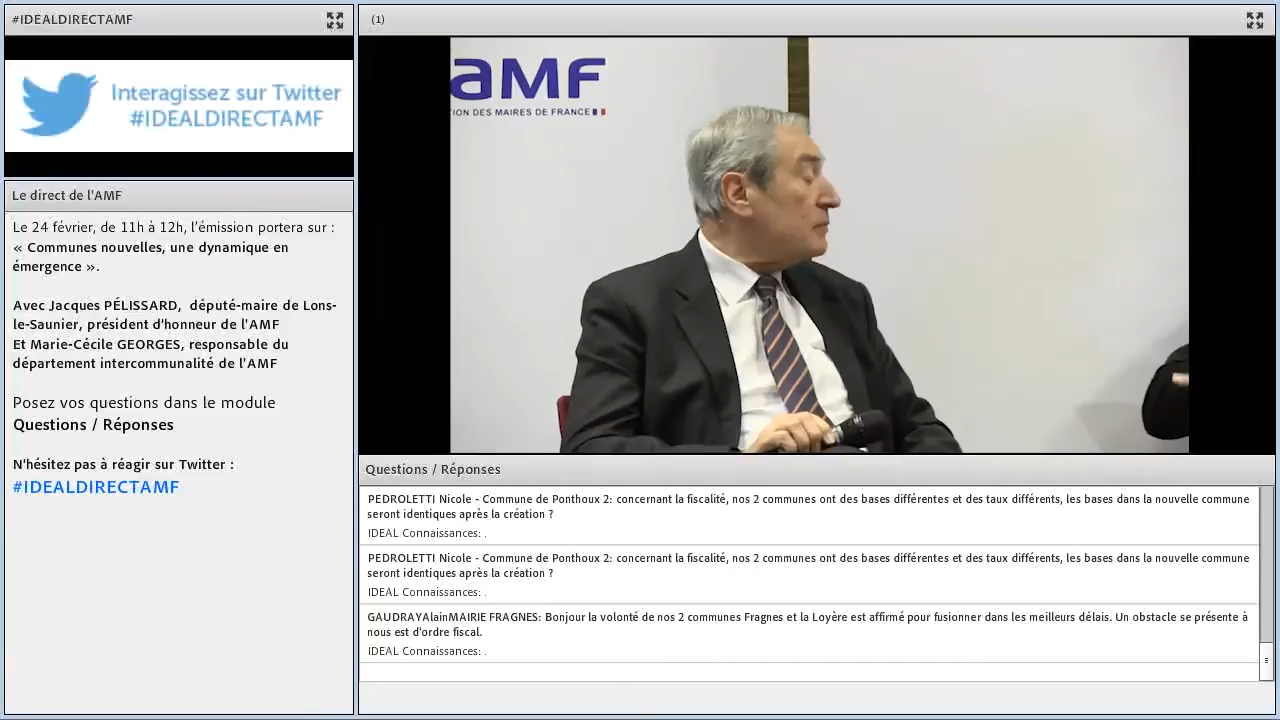 #IDEALDIRECTAMF
Interagissez sur Twitter
#IDEALDIRECTAMF
Le direct de l'AMF
Le 24 février, de 11h à 12h, l'émission portera sur :
« Communes nouvelles, une dynamique en
émergence ».
Avec Jacques PÉLISSARD, député-maire de Lons-
le-Saunier, président d'honneur de l'AMF
Et Marie-Cécile GEORGES, responsable du
département intercommunalité de l'AMF
Posez vos questions dans le module
Questions / Réponses
N'hésitez pas à réagir sur Twitter :
#IDEALDIRECTAMF
(1)
aMF
TION DES MAIRES DE FRANCE
Questions / Réponses
PEDROLETTI Nicole - Commune de Ponthoux 2: concernant la fiscalité, nos 2 communes ont des bases différentes et des taux différents, les bases dans la nouvelle commune
seront identiques après la création ?
IDEAL Connaissances: .
PEDROLETTI Nicole - Commune de Ponthoux 2: concernant la fiscalité, nos 2 communes ont des bases différentes et des taux différents, les bases dans la nouvelle commune
seront identiques après la création ?
IDEAL Connaissances: .
GAUDRAYAlainMAIRIE FRAGNES: Bonjour la volonté de nos 2 communes Fragnes et la Loyère est affirmé pour fusionner dans les meilleurs délais. Un obstacle se présente à
nous est d'ordre fiscal.
IDEAL Connaissances: .